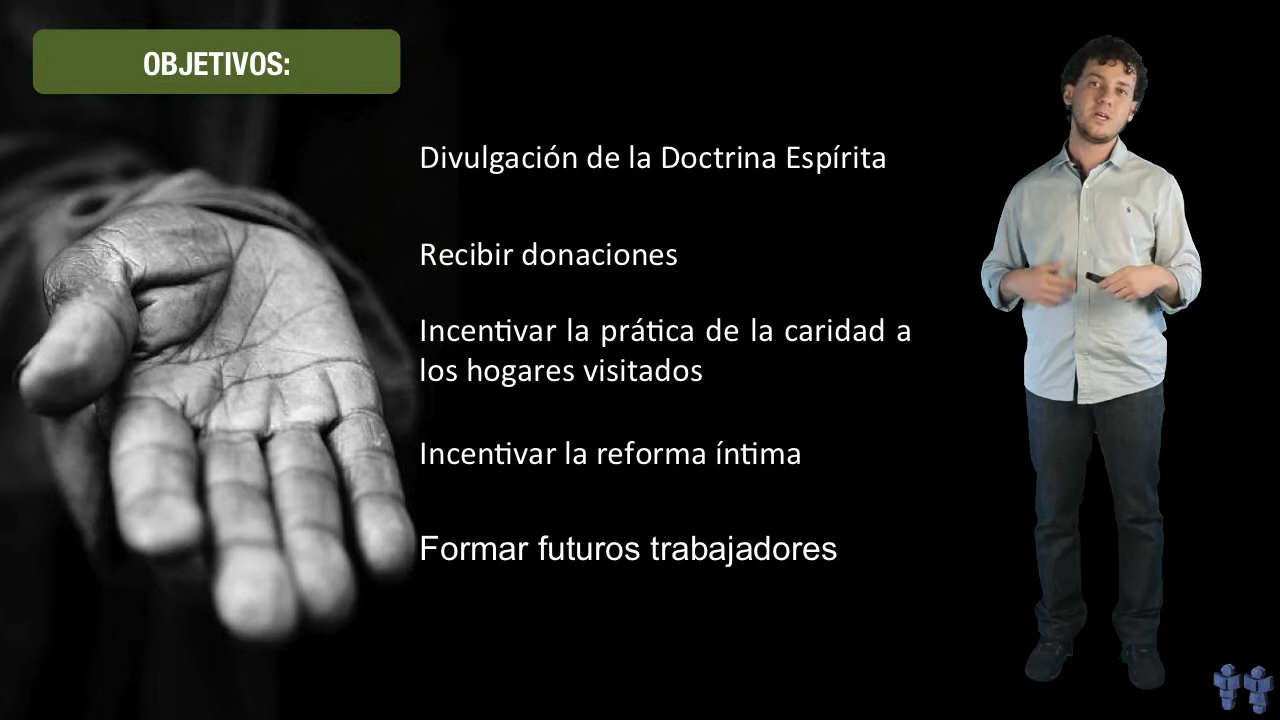 OBJETIVOS:
Divulgación de la Doctrina Espírita
Recibir donaciones
Incentivar la prática de la caridad a
los hogares visitados
Incentivar la reforma íntima
Formar futuros trabajadores